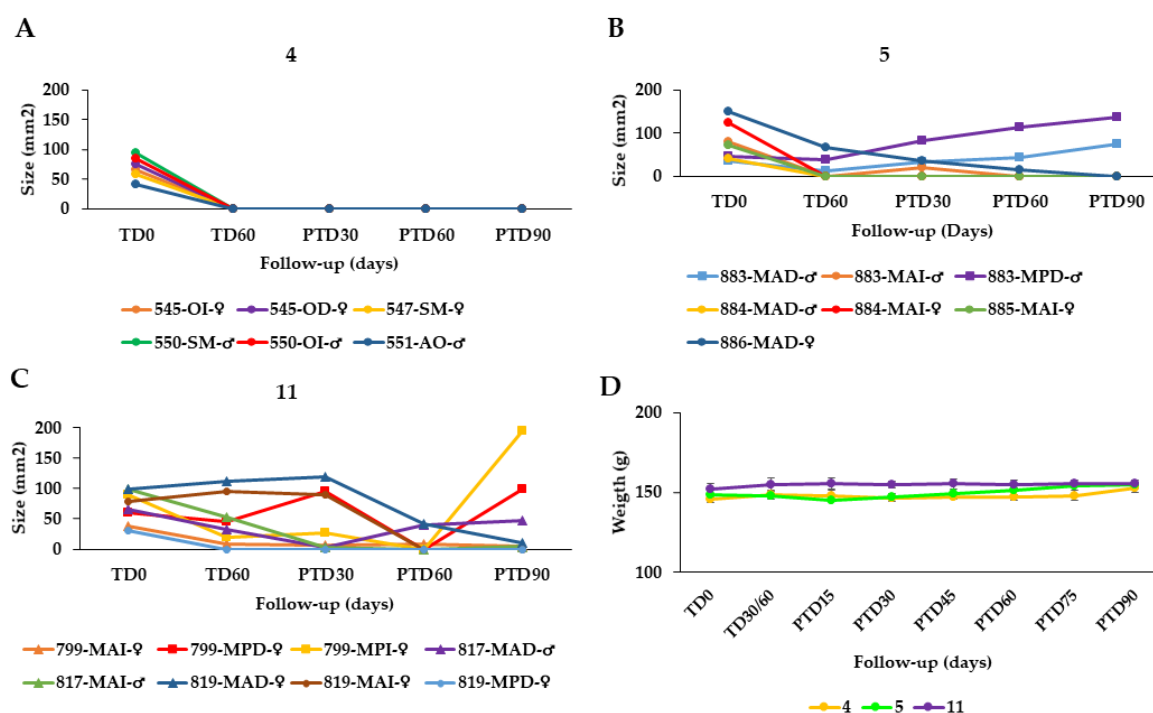 A
4
Size (mm2)
200
150
100
50
0
TD0 TD60 PTD30 PTD60 PTD90
Follow-up (days)
545-OI-♀ 545-OD-♀ 547-SM-♀
550-SM-♂ 550-OI-♂ 551-AO-♂
B
5
Size (mm2)
200
100
0
TD0 TD60 PTD30 PTD60 PTD90
Follow-up (Days)
883-MAD-♂ 883-MAI-♂ 883-MPD-♂
884-MAD-♂ 884-MAI-♀ 885-MAI-♀
886-MAD-♀
C
11
Size (mm2)
200
150
100
50
0
TD0 TD60 PTD30 PTD60 PTD90
Follow-up (days)
799-MAI-♀ 799-MPD-♀ 799-MPI-♀ 817-MAD-♂
817-MAI-♂ 819-MAD-♀ 819-MAI-♀ 819-MPD-♀
D
Weigth (g)
200
150
100
TD0 TD30/60 PTD15 PTD30 PTD45 PTD60 PTD75 PTD90
Follow-up (days)
4 5 11